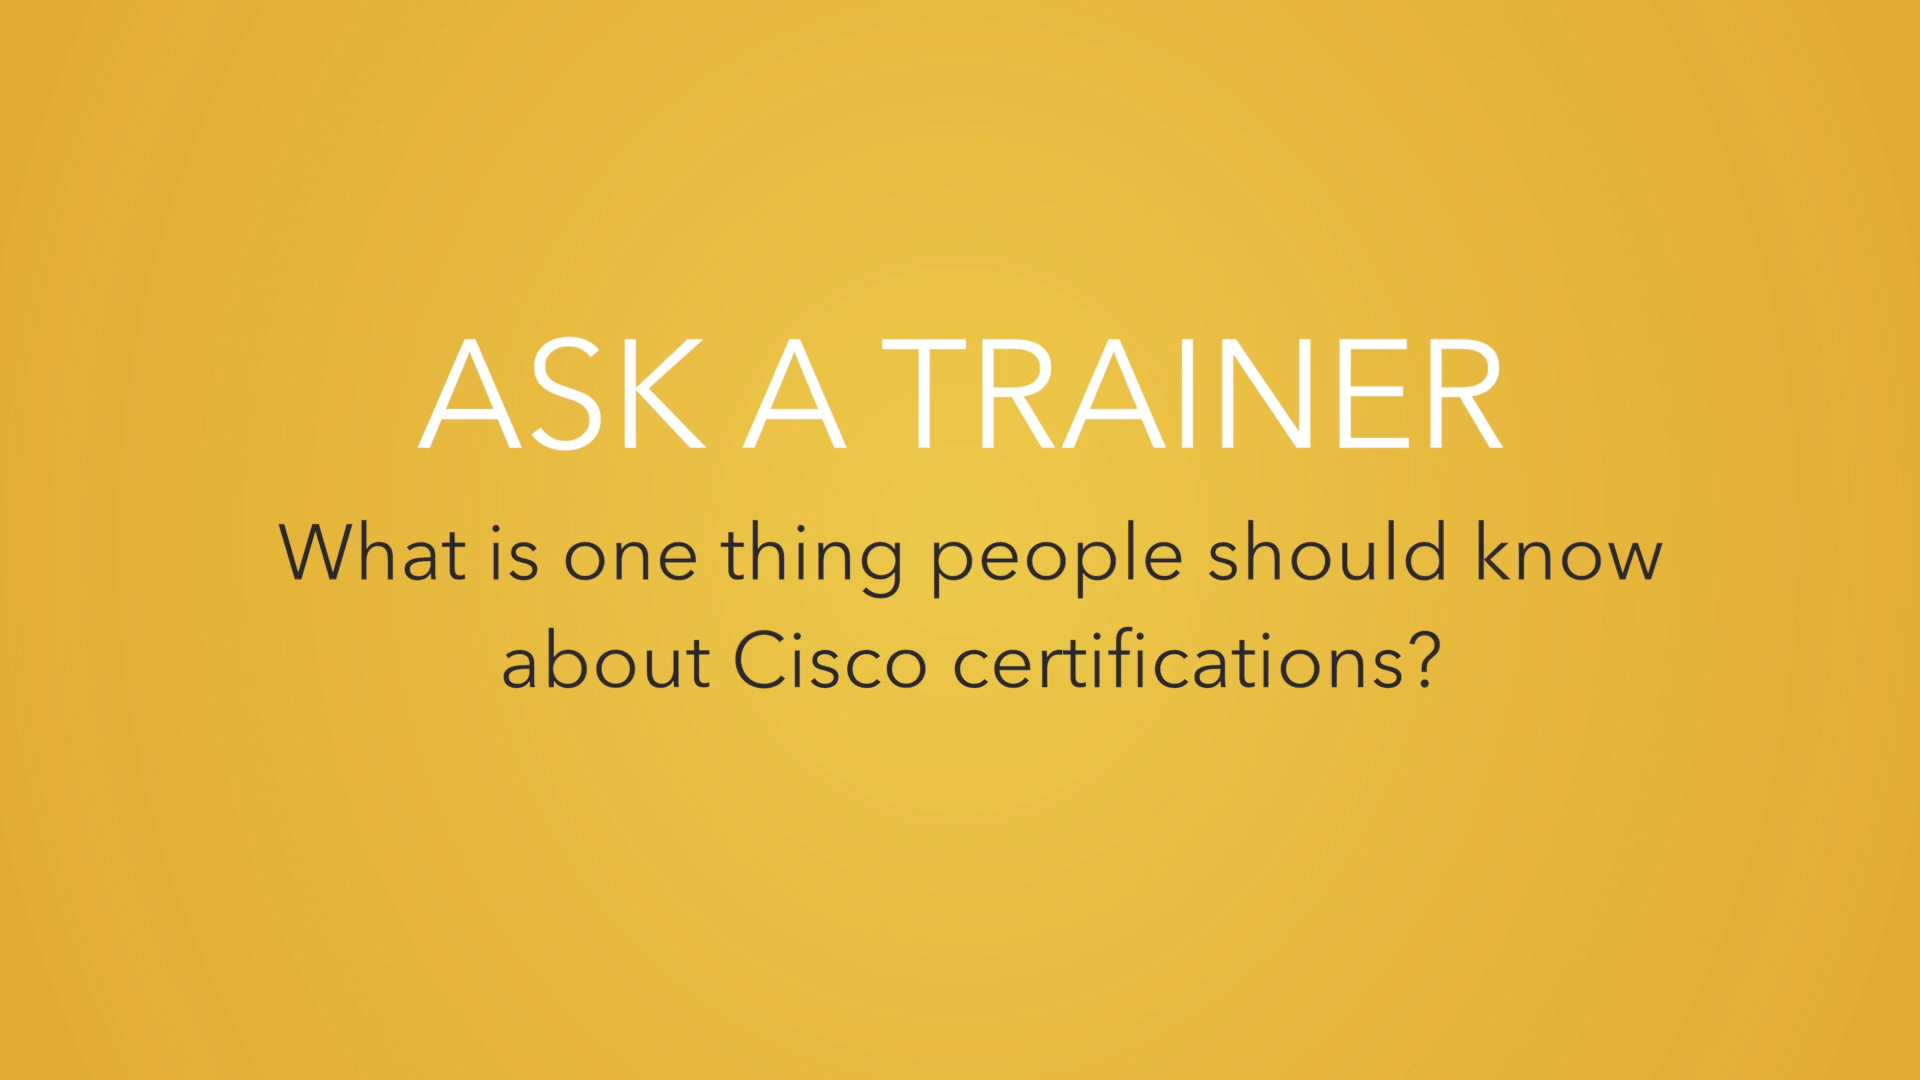 ASK A TRAINER
What is one thing people should know
about Cisco certifications?